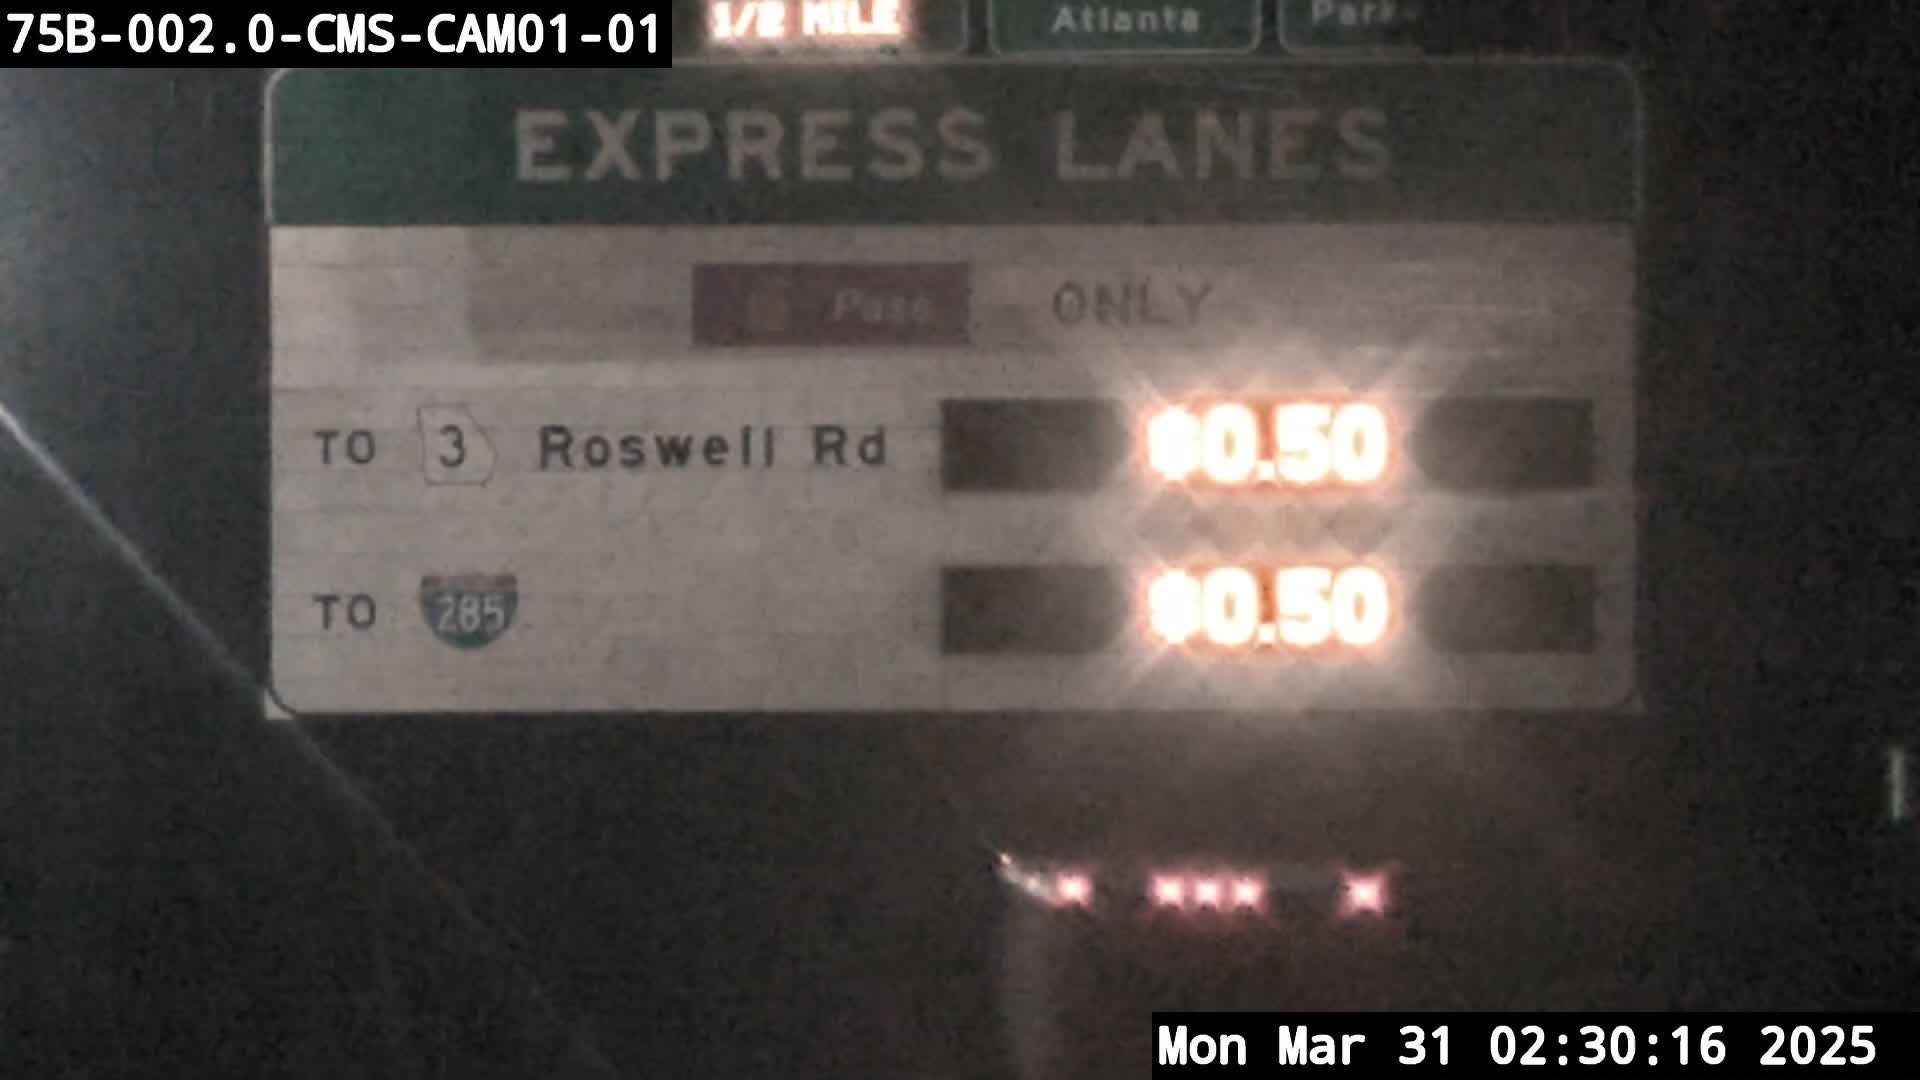 75B-002.0-CMS-CAM01-01
1/2 MILE
Atlanta
EXPRESS LANES
Pass ONLY
TO 3 Roswell Rd $0.50
TO 285 $0.50
Mon Mar 31 02:30:16 2025